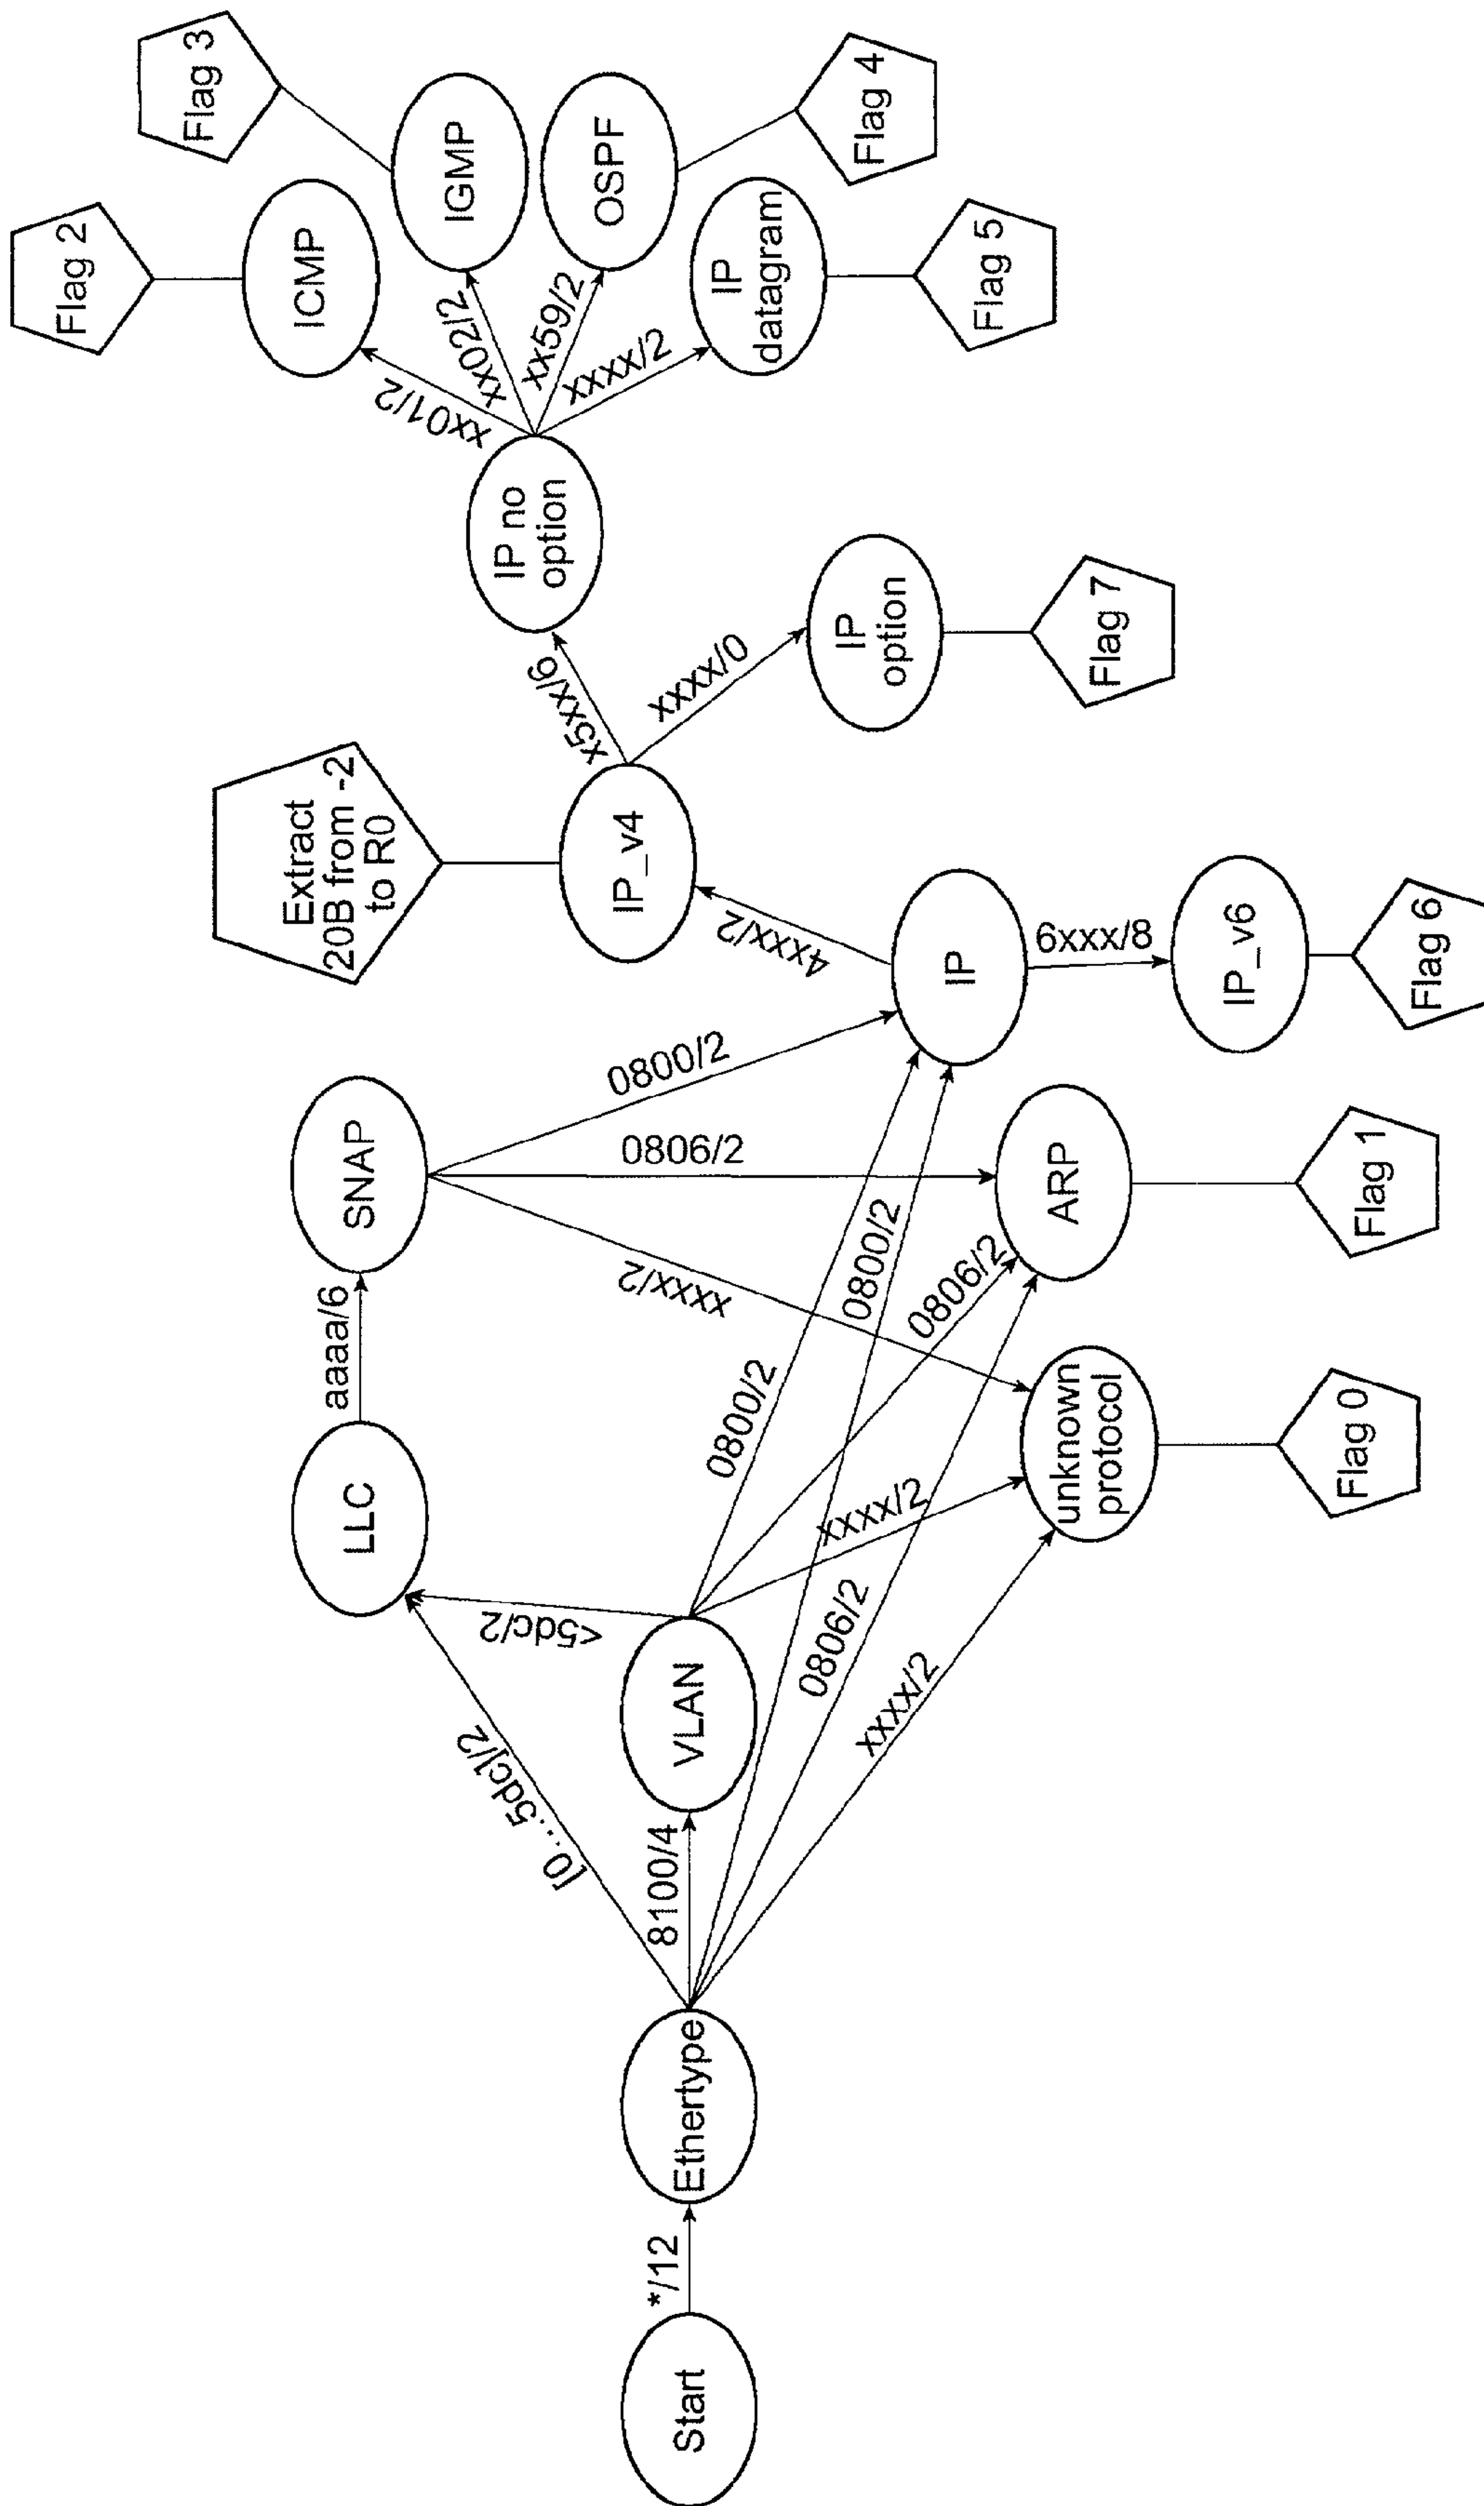 Start
*/12
Ethertype
[0...5dc]/2
8100/4
0800/2
0806/2
xxxx/2
VLAN
<5dc/2
0800/2
0806/2
xxxx/2
LLC
aaaa/6
SNAP
0800/2
0806/2
xxxx/2
unknown
protocol
Flag 0
ARP
Flag 1
IP
4xxx/2
6xxx/8
IP_v6
Flag 6
IP_v4
Extract
20B from -2
to R0
x5xx/6
xxxx/0
IP
option
Flag 7
IP no
option
xx01/2
xx02/2
xx59/2
xxxx/2
ICMP
Flag 2
IGMP
Flag 3
OSPF
Flag 4
IP
datagram
Flag 5